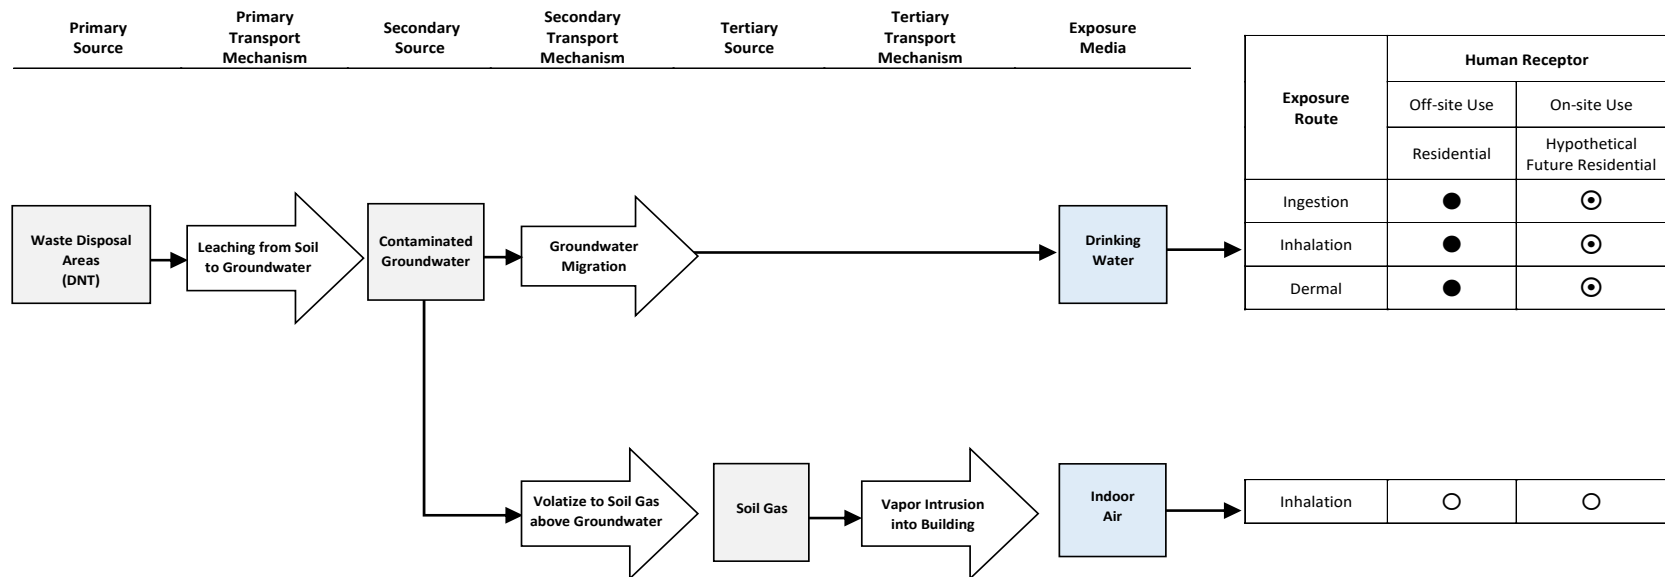 Primary
Source
Primary
Transport
Mechanism
Secondary
Source
Secondary
Transport
Mechanism
Tertiary
Source
Tertiary
Transport
Mechanism
Exposure
Media
Exposure
Route
Human Receptor
Off-site Use
On-site Use
Residential
Hypothetical
Future Residential
Ingestion
Inhalation
Dermal
Waste Disposal
Areas
(DNT)
Leaching from Soil
to Groundwater
Contaminated
Groundwater
Groundwater
Migration
Drinking
Water
Volatize to Soil Gas
above Groundwater
Soil Gas
Vapor Intrusion
into Building
Indoor
Air
Inhalation